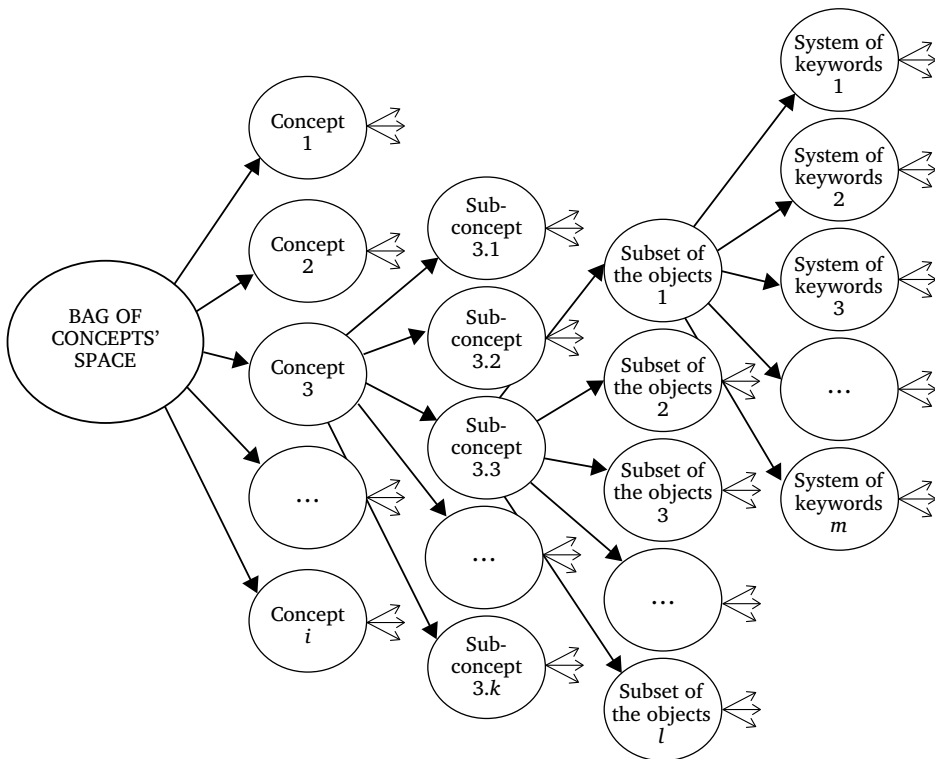 BAG OF
CONCEPTS'
SPACE
Concept
1
Concept
2
Concept
3
...
Concept
i
Sub-
concept
3.1
Sub-
concept
3.2
Sub-
concept
3.3
...
Sub-
concept
3.k
Subset of
the objects
1
Subset of
the objects
2
Subset of
the objects
3
...
Subset of
the objects
l
System of
keywords
1
System of
keywords
2
System of
keywords
3
...
System of
keywords
m